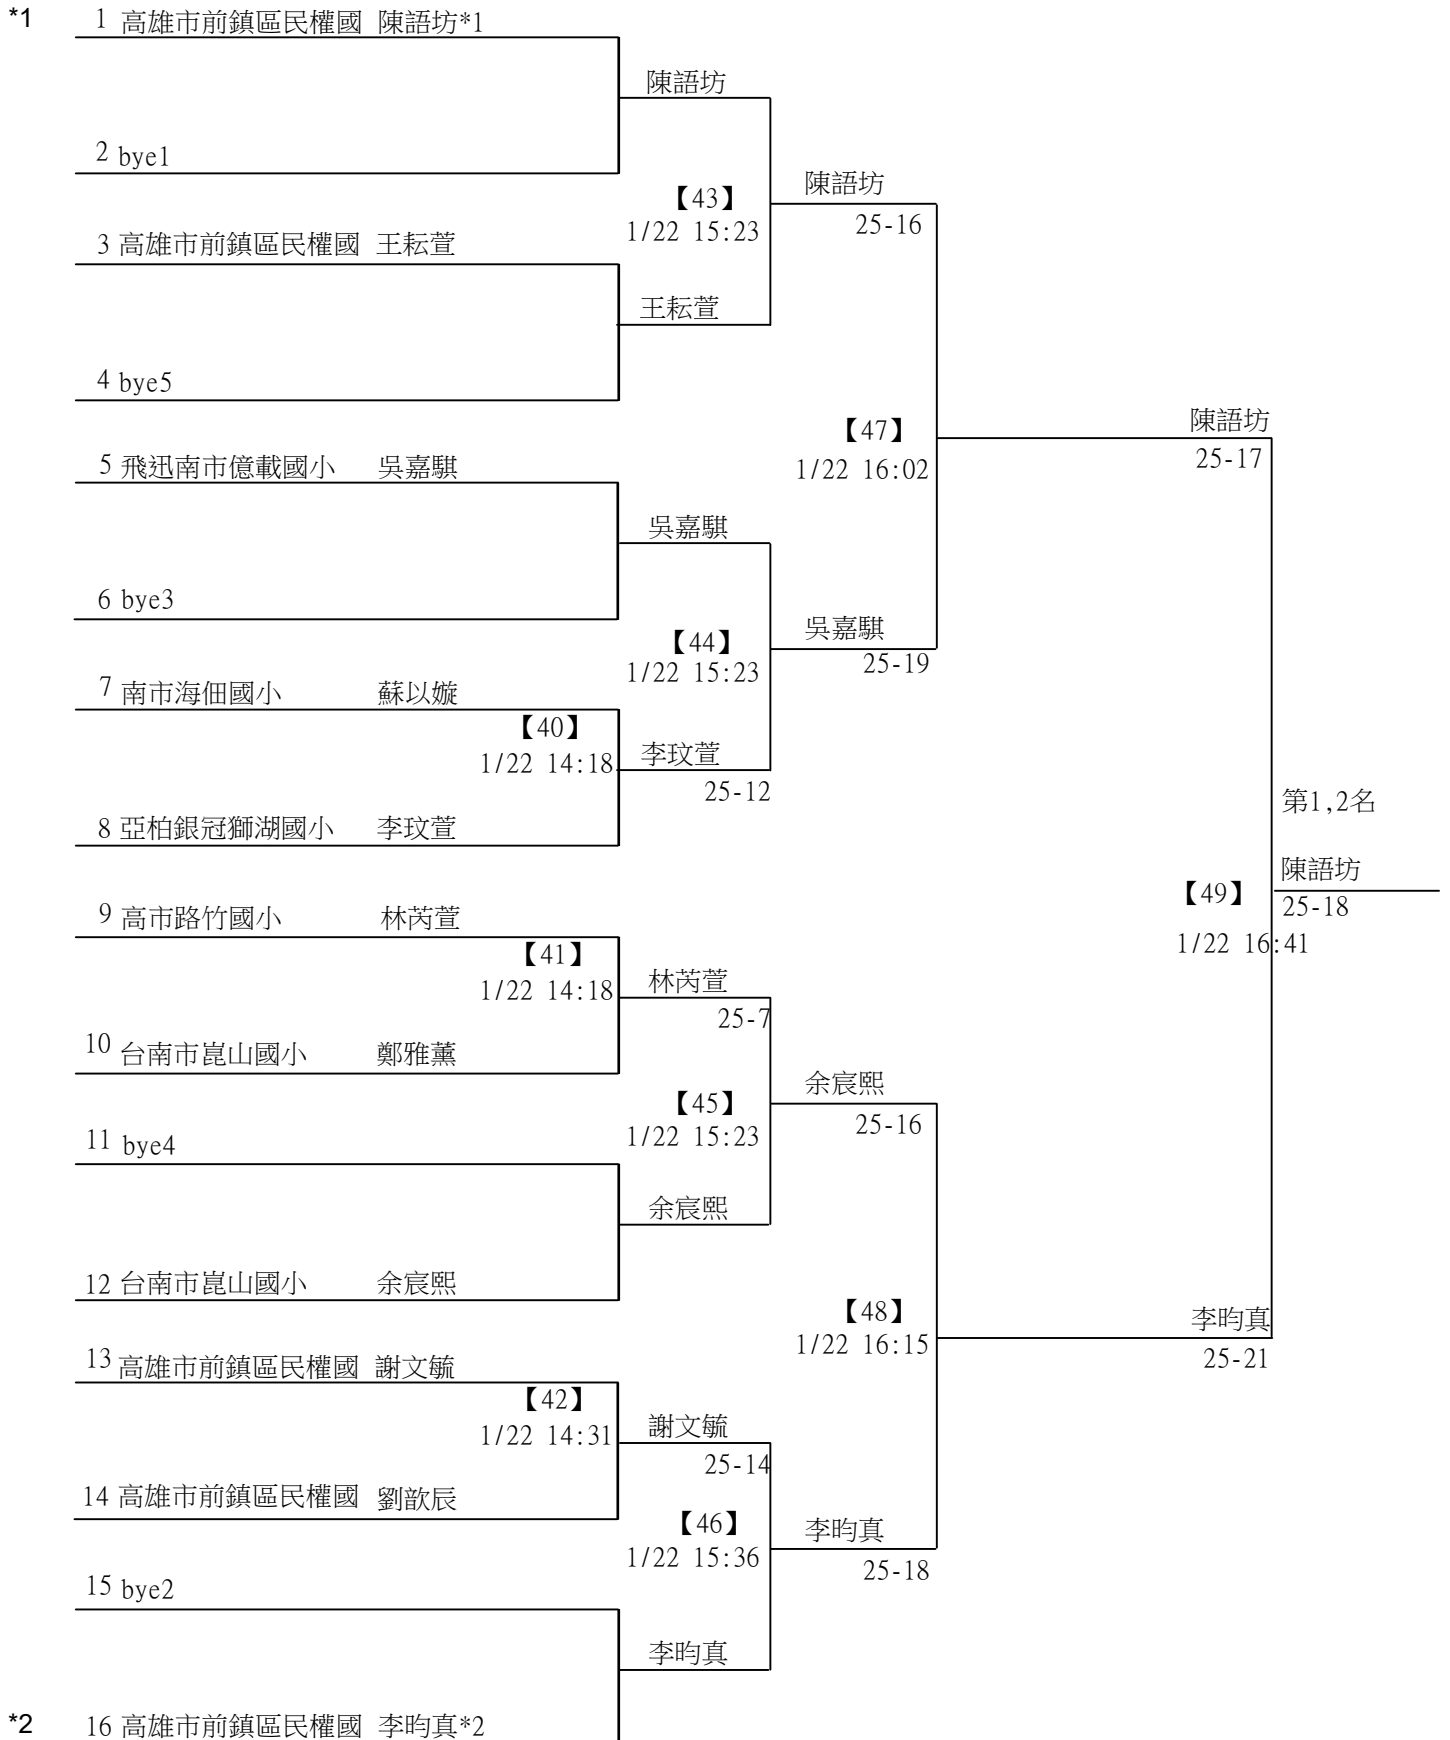 *1 1 高雄市前鎮區民權國 陳語坊*1
陳語坊
2 bye1
陳語坊
【43】
25-16
1/22 15:23
3 高雄市前鎮區民權國 王耘萱
王耘萱
4 bye5
陳語坊
【47】
25-17
1/22 16:02
5 飛迅南市億載國小 吳嘉騏
吳嘉騏
6 bye3
吳嘉騏
【44】
25-19
1/22 15:23
7 南市海佃國小 蘇以嫙
【40】
李玟萱
1/22 14:18
25-12
8 亞柏銀冠獅湖國小 李玟萱
第1,2名
陳語坊
【49】
25-18
1/22 16:41
9 高市路竹國小 林芮萱
【41】
林芮萱
1/22 14:18
25-7
10 台南市崑山國小 鄭雅薰
余宸熙
【45】
25-16
1/22 15:23
11 bye4
余宸熙
12 台南市崑山國小 余宸熙
【48】
李昀真
1/22 16:15
25-21
13 高雄市前鎮區民權國 謝文毓
【42】
謝文毓
1/22 14:31
25-14
14 高雄市前鎮區民權國 劉歆辰
【46】
李昀真
1/22 15:36
25-18
15 bye2
李昀真
*2 16 高雄市前鎮區民權國 李昀真*2